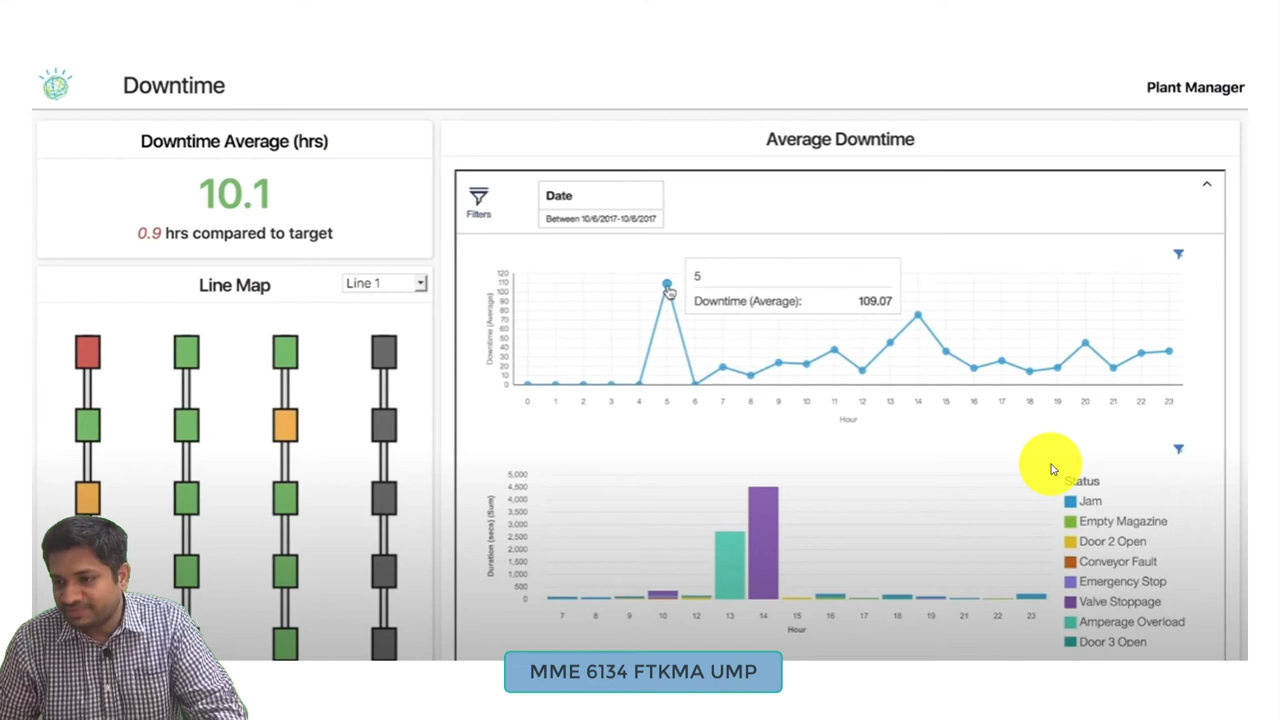 Downtime
Plant Manager
Downtime Average (hrs)
10.1
0.9 hrs compared to target
Line Map
Line 1
Average Downtime
Filters
Date
Between 10/6/2017-10/6/2017
5
Downtime (Average): 109.07
Downtime (Average)
120
110
100
90
80
70
60
50
40
30
20
10
0
0 1 2 3 4 5 6 7 8 9 10 11 12 13 14 15 16 17 18 19 20 21 22 23
Hour
Duration (secs) (Sum)
5,000
4,500
4,000
3,500
3,000
2,500
2,000
1,500
1,000
500
0
7 8 9 10 12 13 14 15 16 17 18 19 21 22 23
Hour
Status
Jam
Empty Magazine
Door 2 Open
Conveyor Fault
Emergency Stop
Valve Stoppage
Amperage Overload
Door 3 Open
MME 6134 FTKMA UMP